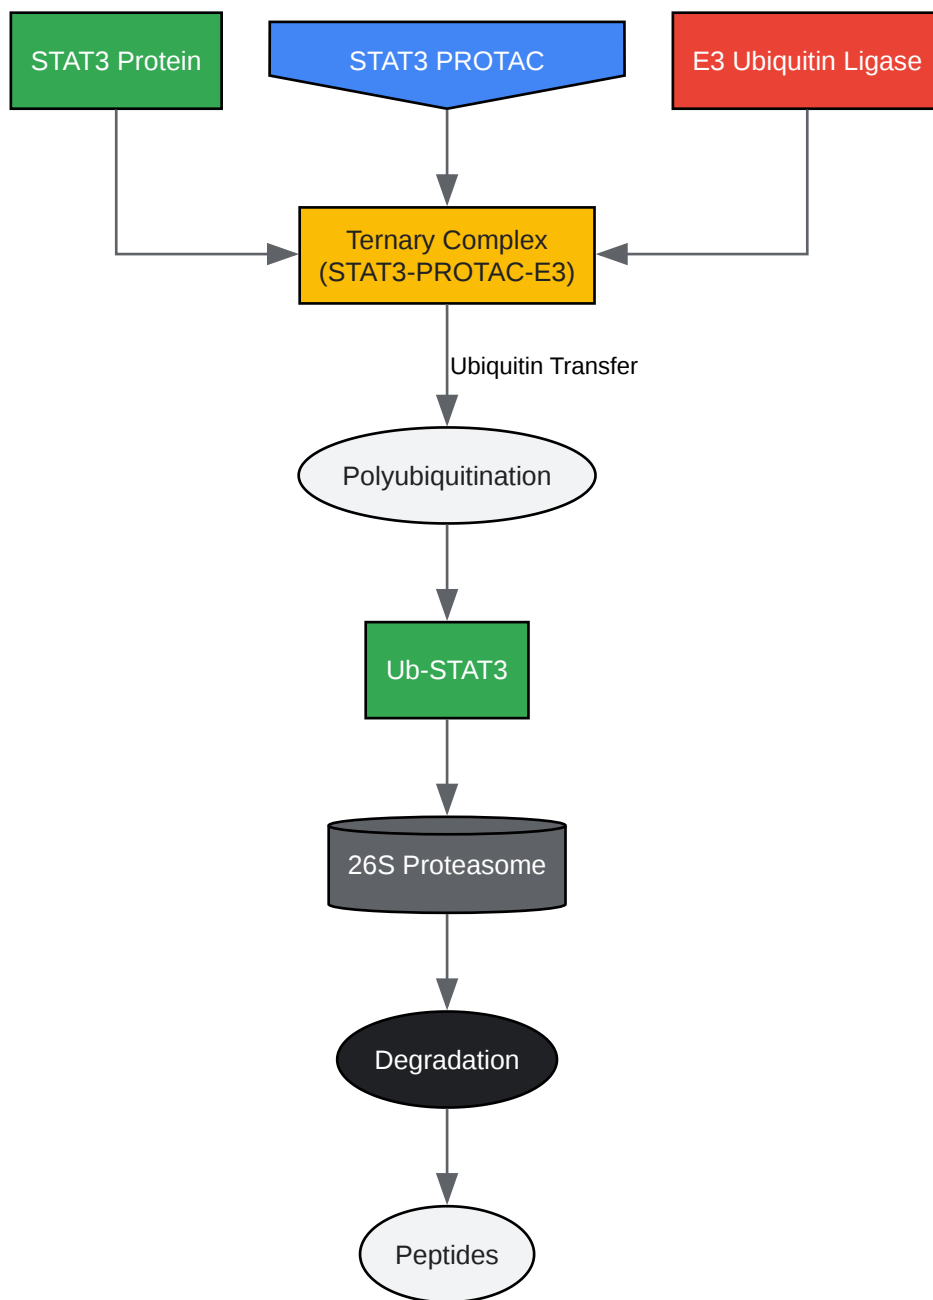 STAT3 Protein
STAT3 PROTAC
E3 Ubiquitin Ligase
Ternary Complex
(STAT3-PROTAC-E3)
Ubiquitin Transfer
Polyubiquitination
Ub-STAT3
26S Proteasome
Degradation
Peptides